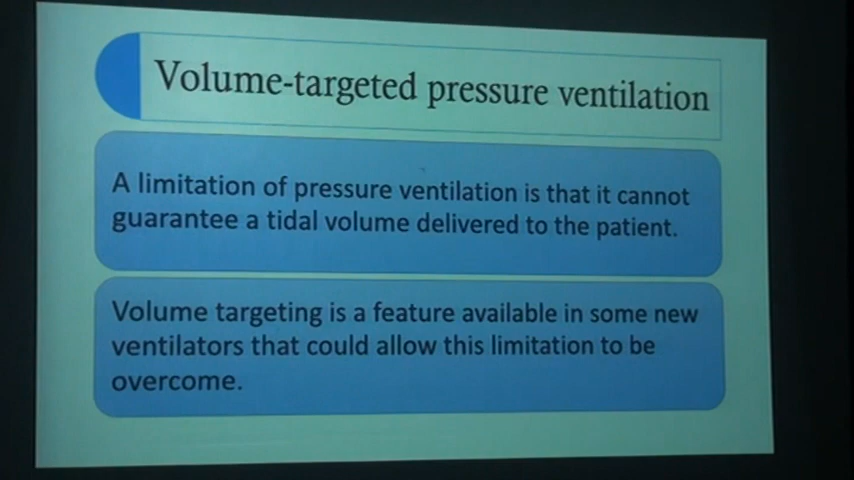 Volume-targeted pressure ventilation
A limitation of pressure ventilation is that it cannot
guarantee a tidal volume delivered to the patient.
Volume targeting is a feature available in some new
ventilators that could allow this limitation to be
overcome.